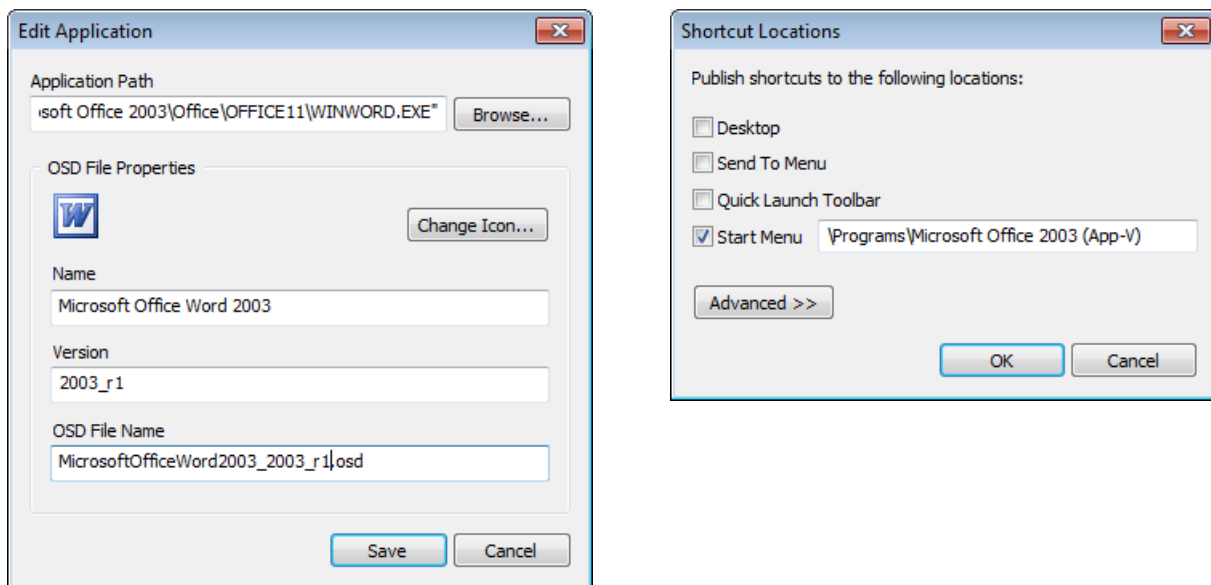 Edit Application
Application Path
soft Office 2003\Office\OFFICE11\WINWORD.EXE"
Browse...
OSD File Properties
W
Change Icon...
Name
Microsoft Office Word 2003
Version
2003_r1
OSD File Name
MicrosoftOfficeWord2003_2003_r1.osd
Save
Cancel
Shortcut Locations
Publish shortcuts to the following locations:
Desktop
Send To Menu
Quick Launch Toolbar
Start Menu
\Programs\Microsoft Office 2003 (App-V)
Advanced >>
OK
Cancel